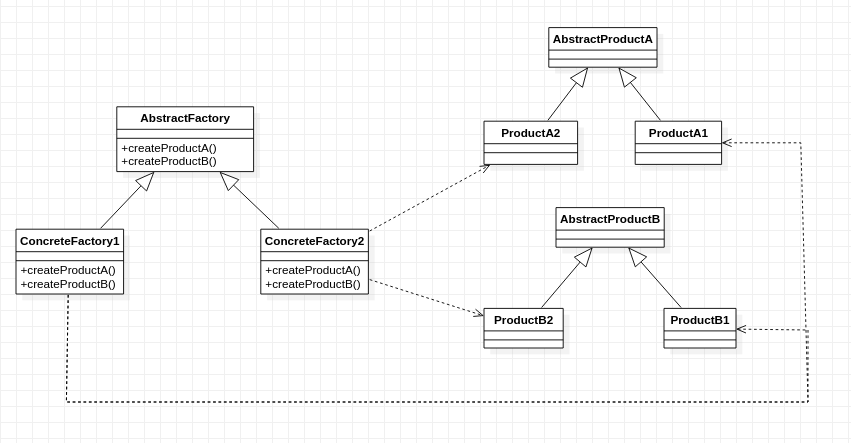 AbstractProductA
AbstractFactory
+createProductA()
+createProductB()
ProductA2
ProductA1
AbstractProductB
ConcreteFactory1
+createProductA()
+createProductB()
ConcreteFactory2
+createProductA()
+createProductB()
ProductB2
ProductB1